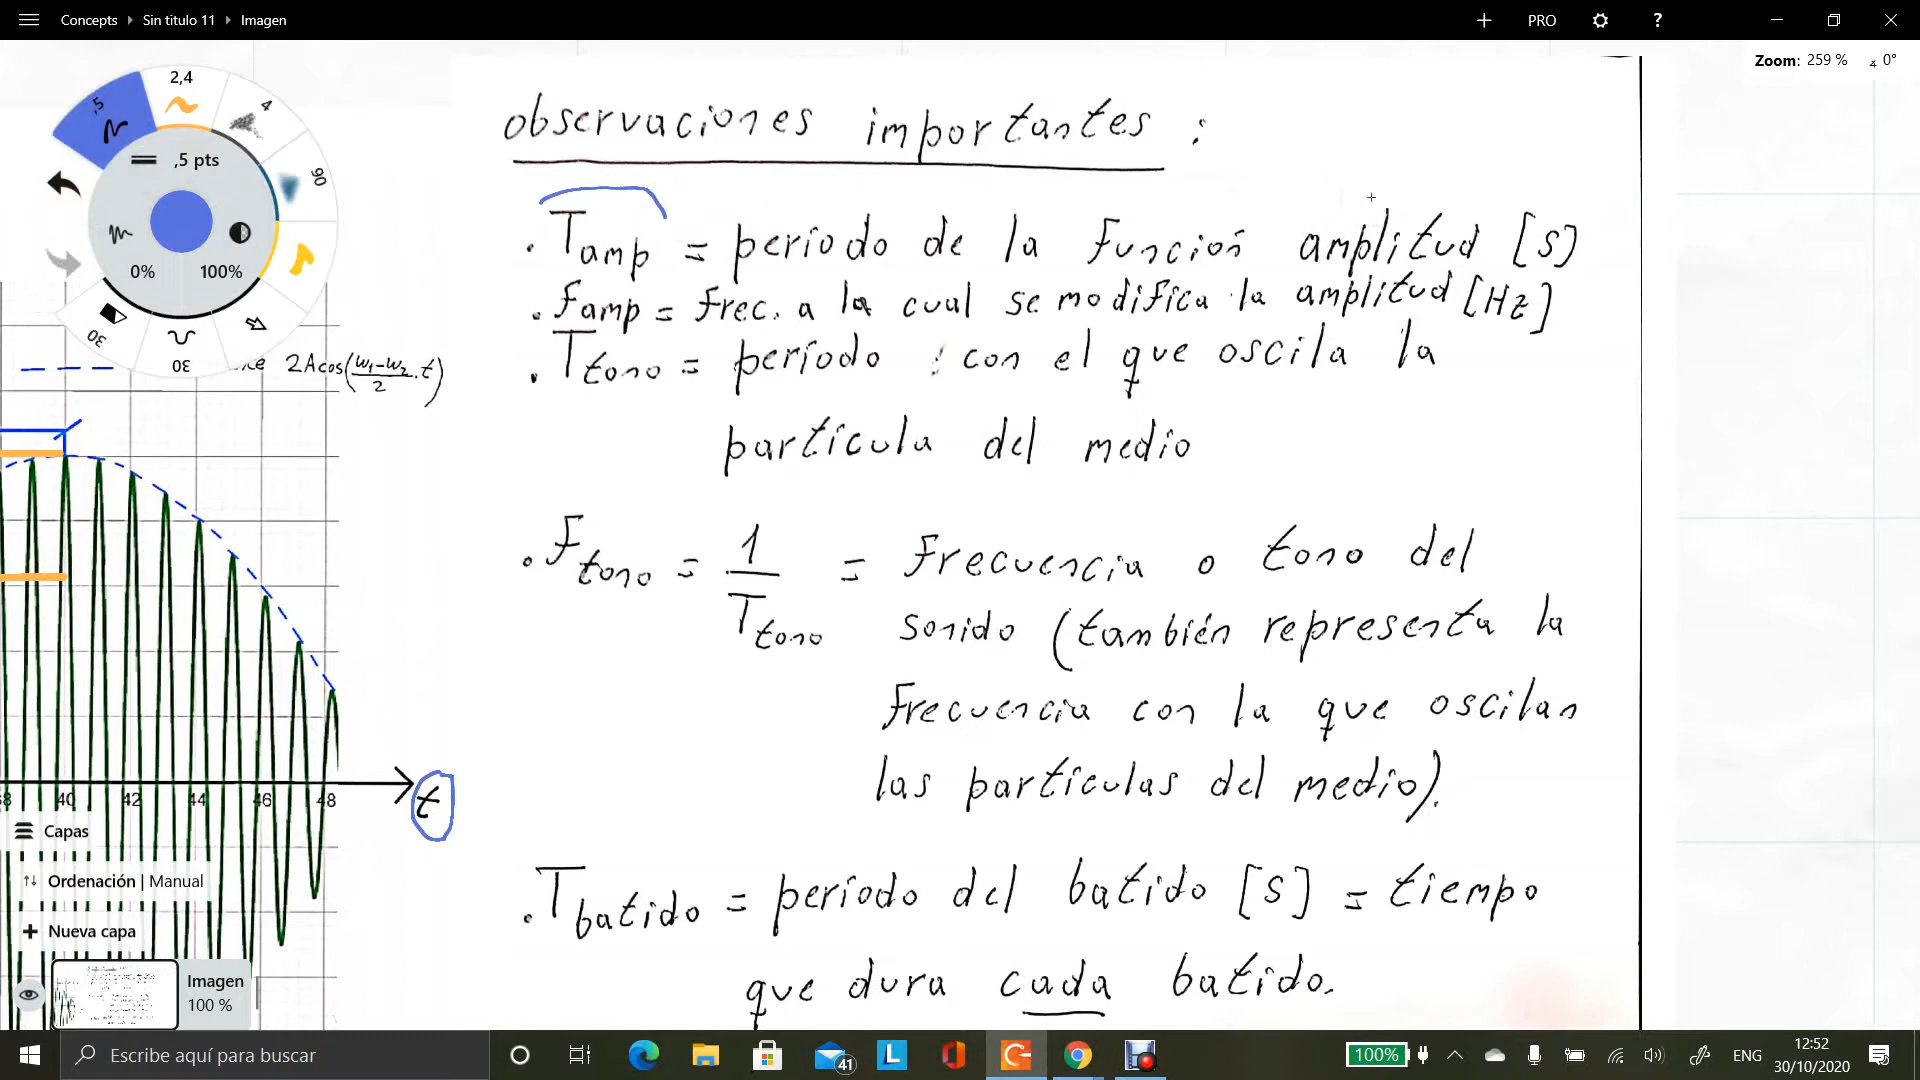 Concepts › Sin titulo 11 › Imagen
PRO
?
Zoom: 259 % 0°
2,4
,5
4
,5 pts
90
0% 100%
30
30
observaciones importantes :
. Tamp = período de la función amplitud [s]
. famp = frec. a la cual se modifica la amplitud [Hz]
. Ttono = período con el que oscila la
partícula del medio
. ftono = 1/Ttono = frecuencia o tono del
sonido (también representa la
frecuencia con la que oscilan
las partículas del medio).
. Tbatido = período del batido [s] = tiempo
que dura cada batido.
2Acos(w1-w2/2 . t)
40 42 44 46 48
t
Capas
Ordenación | Manual
Nueva capa
Imagen
100 %
Escribe aquí para buscar
41
L
100%
ENG
12:52
30/10/2020